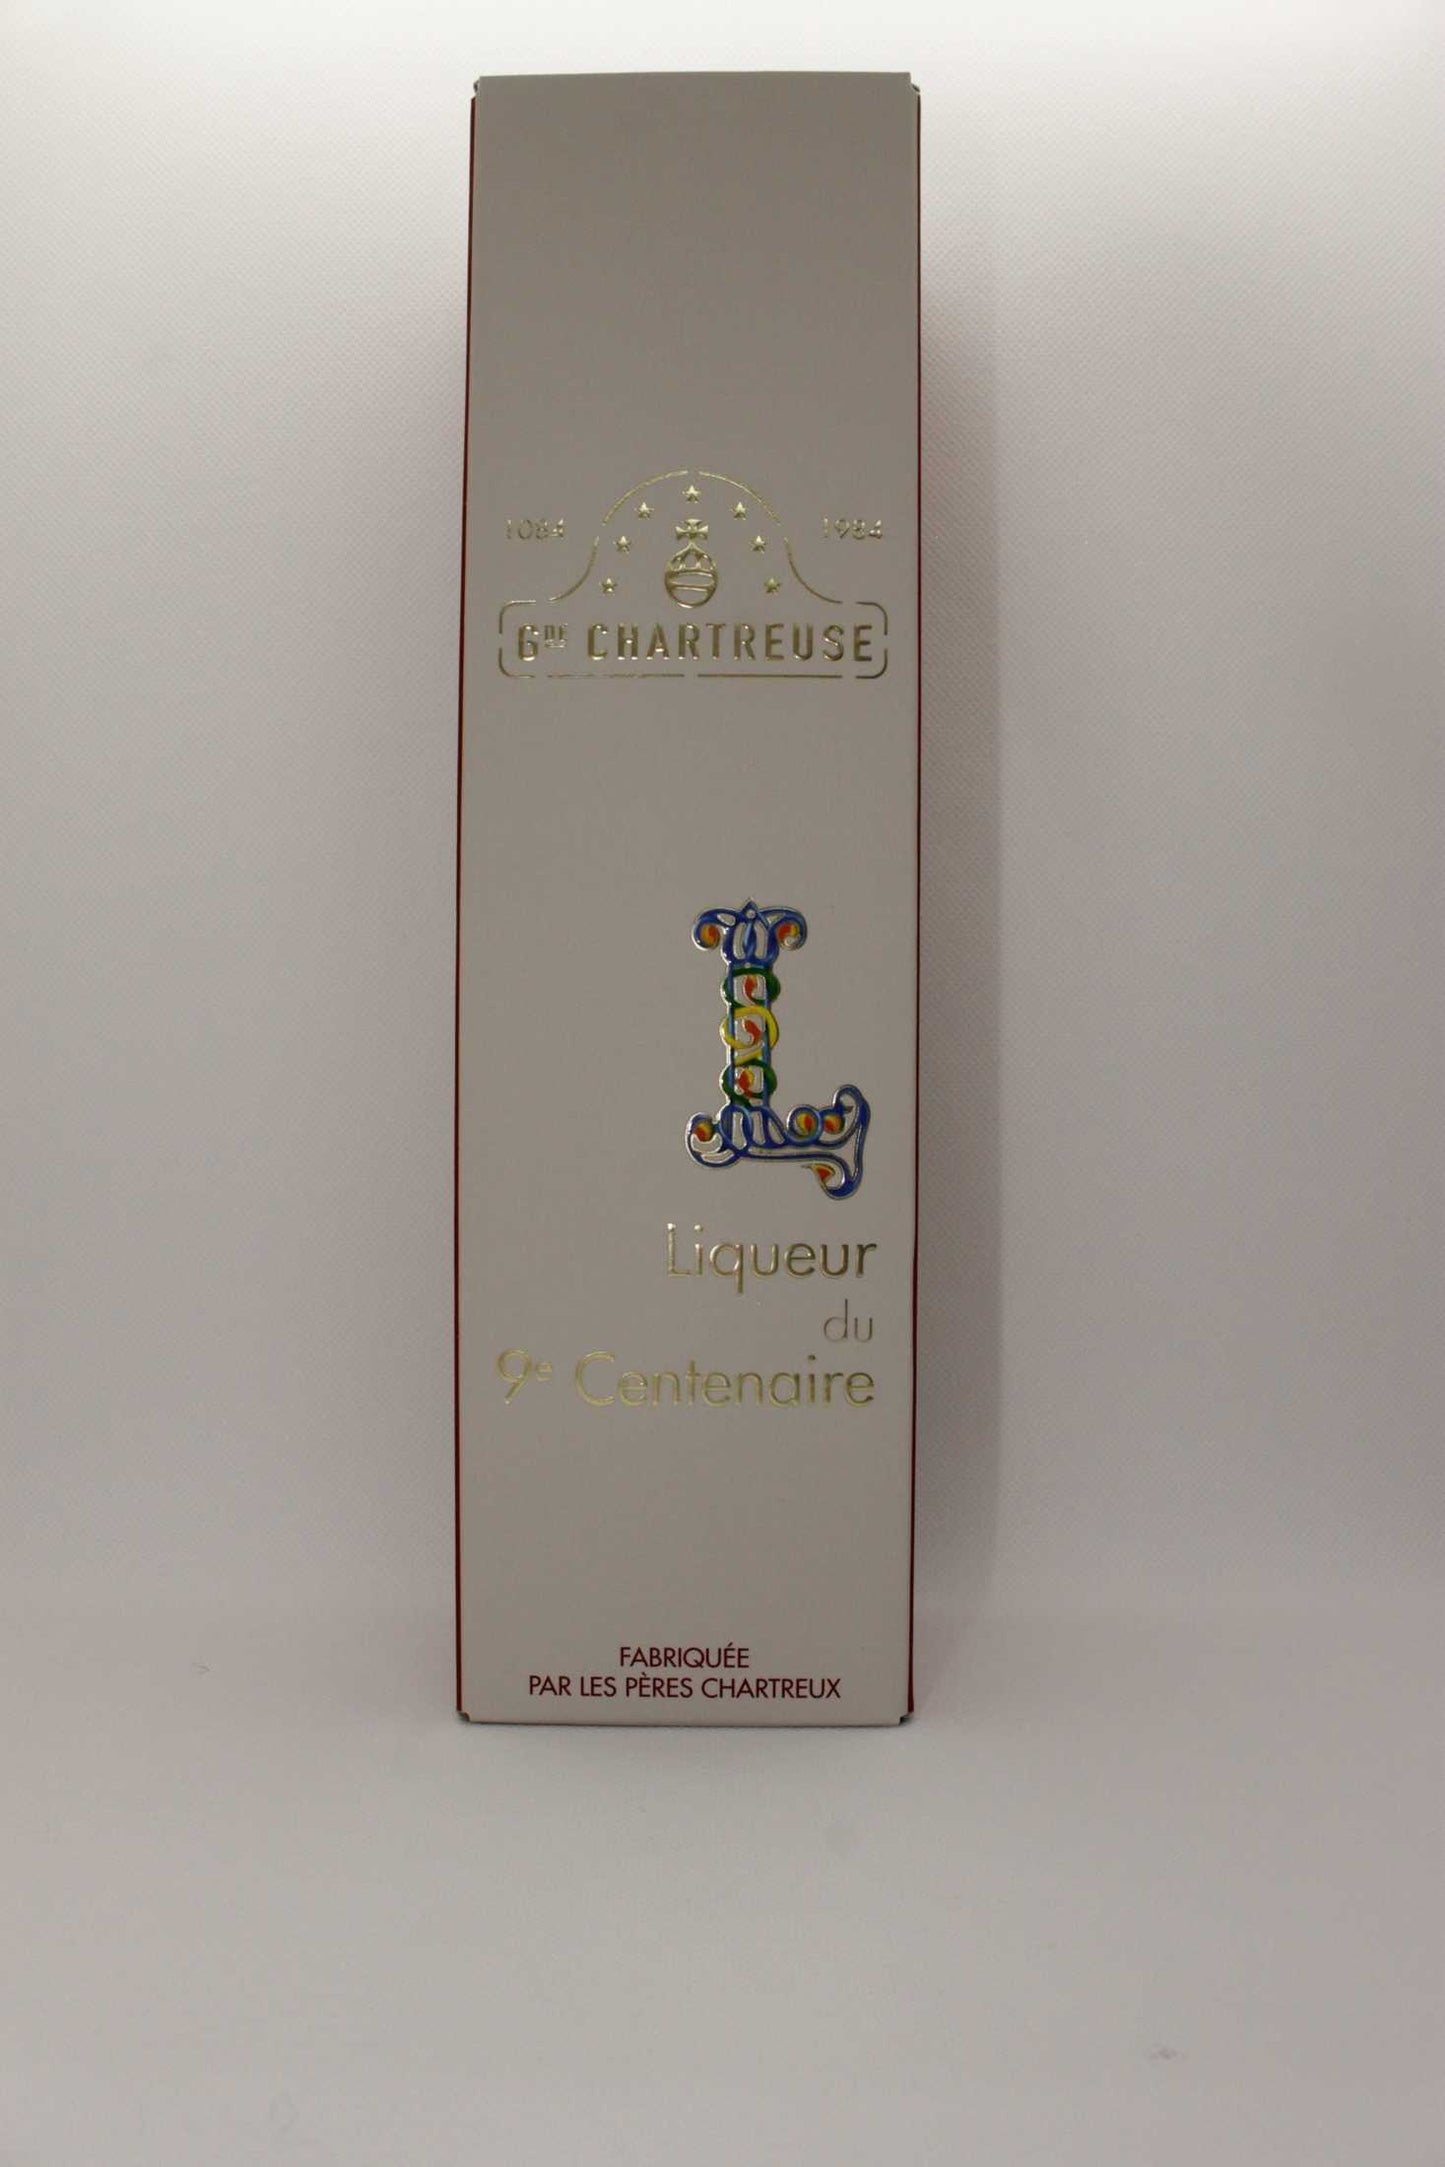 1084 1984
Gde CHARTREUSE
L
Liqueur
du
9e Centenaire
FABRIQUÉE
PAR LES PÈRES CHARTREUX